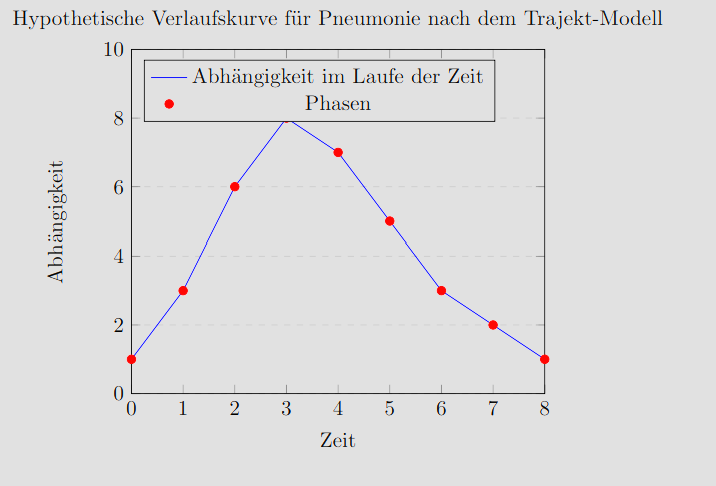 Hypothetische Verlaufskurve für Pneumonie nach dem Trajekt-Modell
10
Abhängigkeit im Laufe der Zeit
Phasen
8
6
4
2
0
Abhängigkeit
0 1 2 3 4 5 6 7 8
Zeit